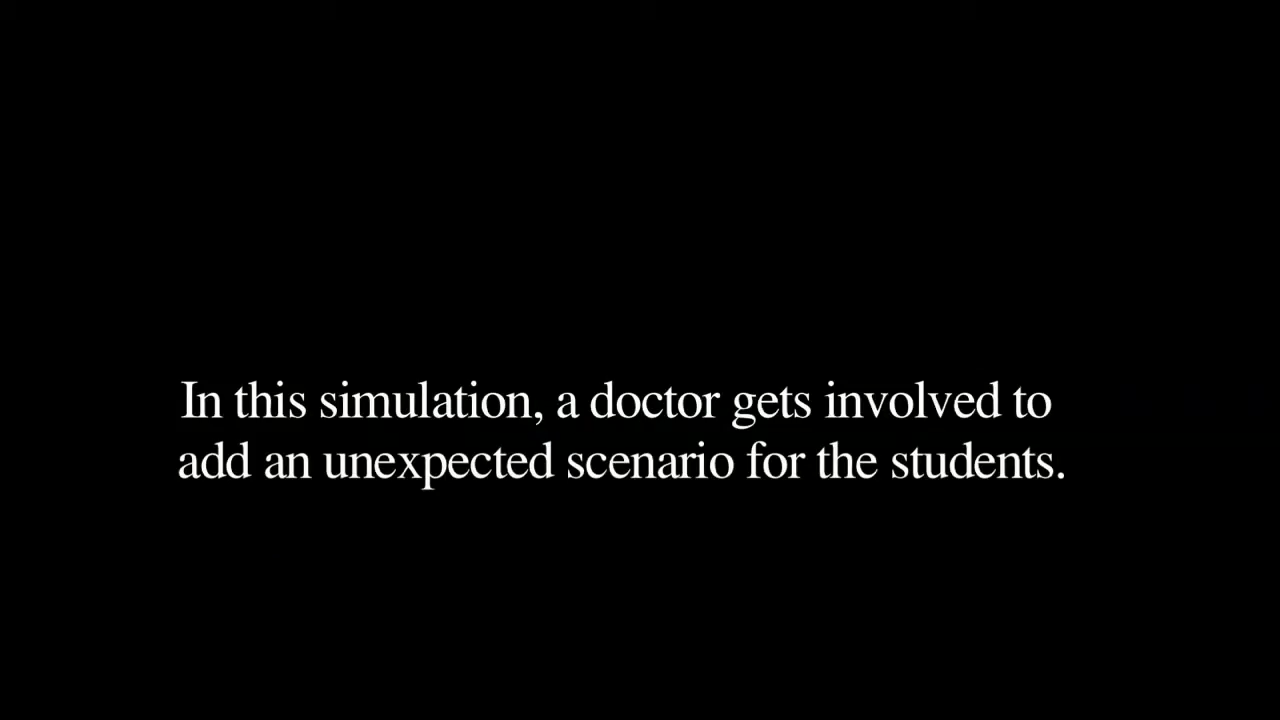 In this simulation, a doctor gets involved to
add an unexpected scenario for the students.